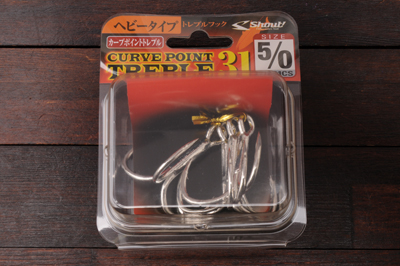 ヘビータイプ トレブルフック Shout!
カーブポイントトレブル SIZE
CURVE POINT 5/0
TREBLE 31
PCS